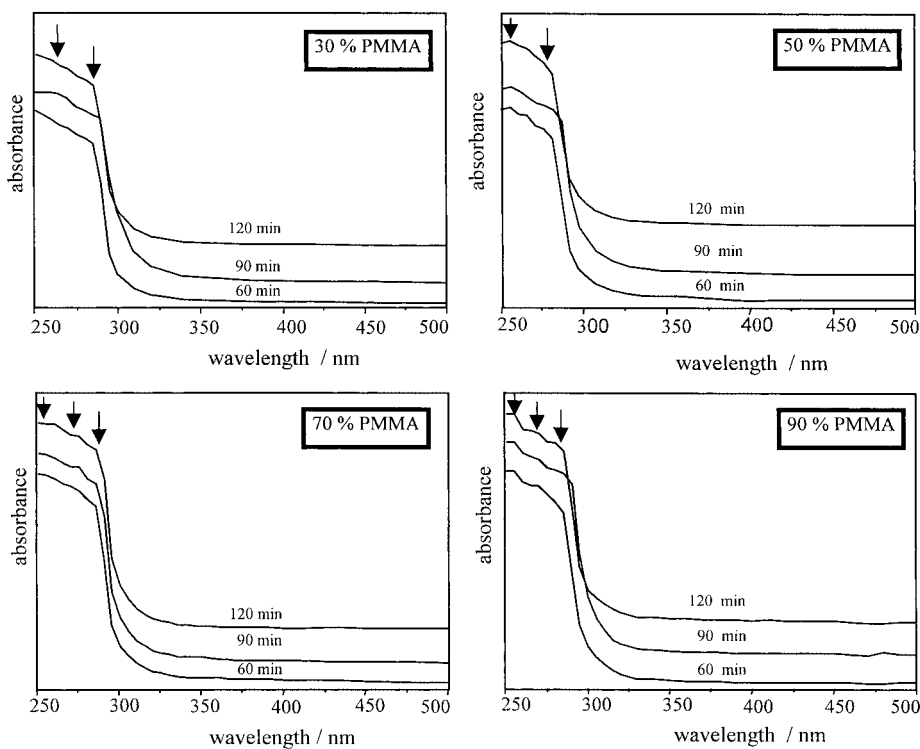 30 % PMMA
absorbance
120 min
90 min
60 min
250 300 350 400 450 500
wavelength / nm
50 % PMMA
absorbance
120 min
90 min
60 min
250 300 350 400 450 500
wavelength / nm
70 % PMMA
absorbance
120 min
90 min
60 min
250 300 350 400 450 500
wavelength / nm
90 % PMMA
absorbance
120 min
90 min
60 min
250 300 350 400 450 500
wavelength / nm